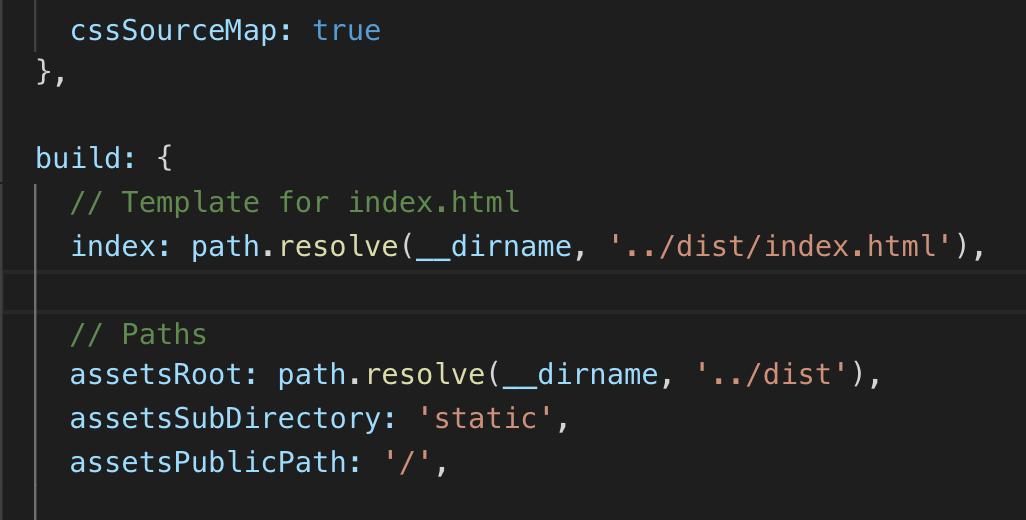 cssSourceMap: true
},
build: {
// Template for index.html
index: path.resolve(__dirname, '../dist/index.html'),
// Paths
assetsRoot: path.resolve(__dirname, '../dist'),
assetsSubDirectory: 'static',
assetsPublicPath: '/',